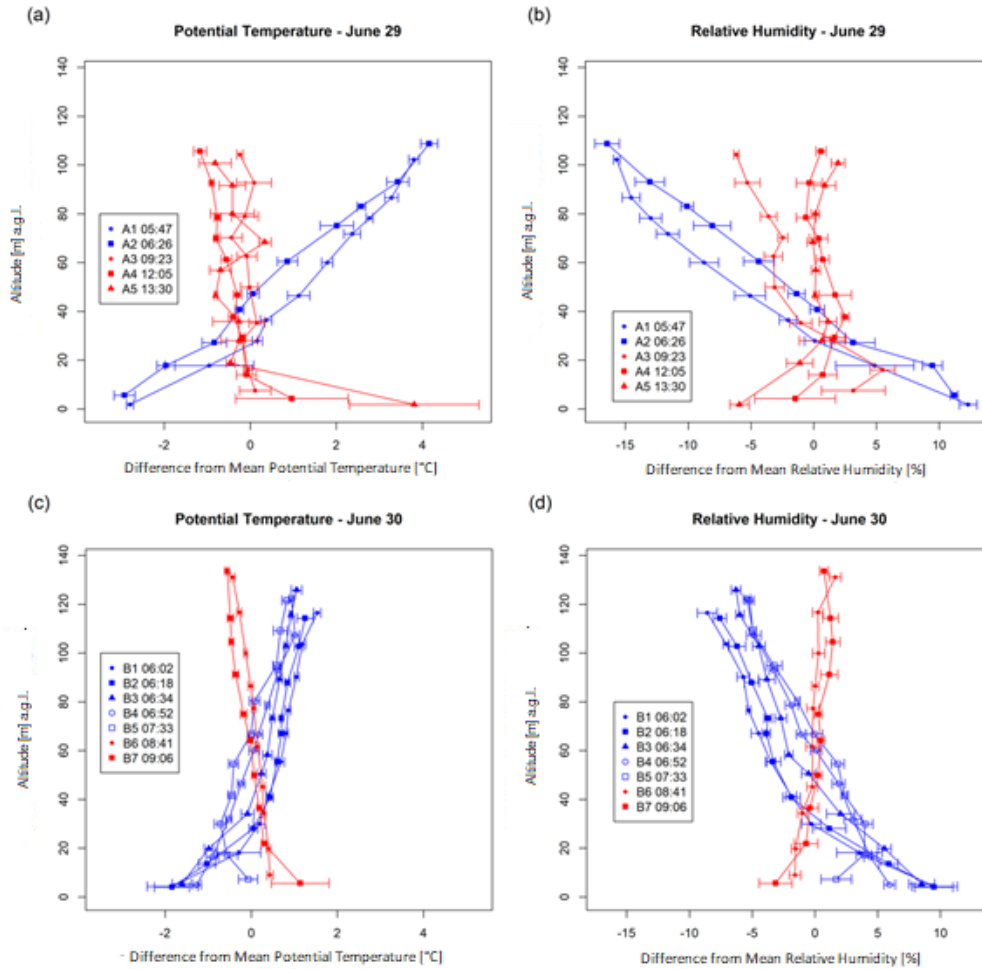 (a)
Potential Temperature - June 29
140
120
100
80
60
40
20
0
Altitude [m] a.g.l.
A1 05:47
A2 06:26
A3 09:23
A4 12:05
A5 13:30
-2 0 2 4
Difference from Mean Potential Temperature [°C]
(b)
Relative Humidity - June 29
140
120
100
80
60
40
20
0
Altitude [m] a.g.l.
A1 05:47
A2 06:26
A3 09:23
A4 12:05
A5 13:30
-15 -10 -5 0 5 10
Difference from Mean Relative Humidity [%]
(c)
Potential Temperature - June 30
140
120
100
80
60
40
20
0
Altitude [m] a.g.l.
B1 06:02
B2 06:18
B3 06:34
B4 06:52
B5 07:33
B6 08:41
B7 09:06
-2 0 2 4
- Difference from Mean Potential Temperature [°C]
(d)
Relative Humidity - June 30
140
120
100
80
60
40
20
0
Altitude [m] a.g.l.
B1 06:02
B2 06:18
B3 06:34
B4 06:52
B5 07:33
B6 08:41
B7 09:06
-15 -10 -5 0 5 10
Difference from Mean Relative Humidity [%]